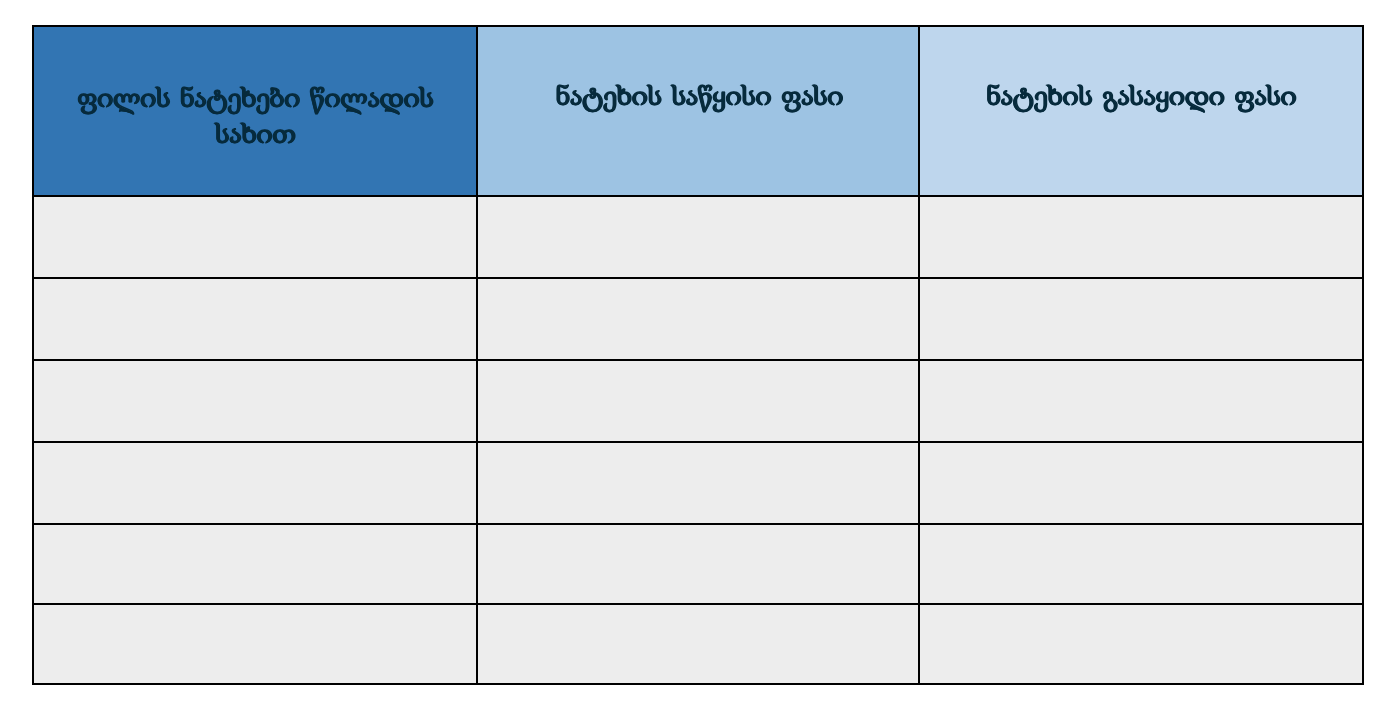 ფილის ნატეხები წილადის
სახით
ნატეხის საწყისი ფასი
ნატეხის გასაყიდი ფასი